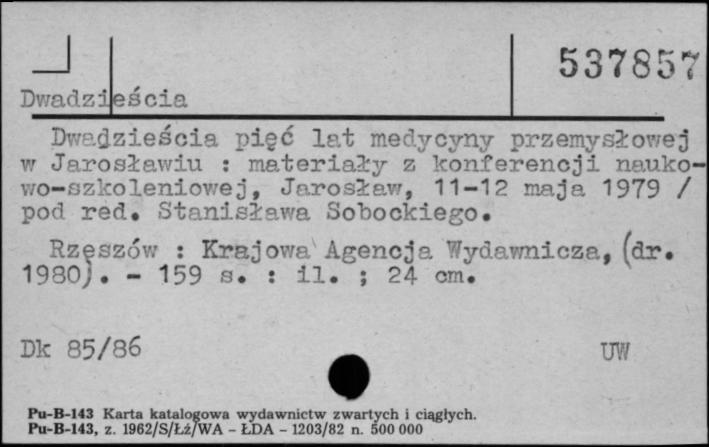 537857
Dwadzieścia
Dwadzieścia pięć lat medycyny przemysłowej
w Jarosławiu : materiały z konferencji nauko-
wo-szkoleniowej, Jarosław, 11-12 maja 1979 /
pod red. Stanisława Sobockiego.
Rzeszów : Krajowa Agencja Wydawnicza, (dr.
1980). - 159 s. : il. ; 24 cm.
Dk 85/86 UW
Pu-B-143 Karta katalogowa wydawnictw zwartych i ciągłych.
Pu-B-143, z. 1962/S/Łź/WA - ŁDA - 1203/82 n. 500 000